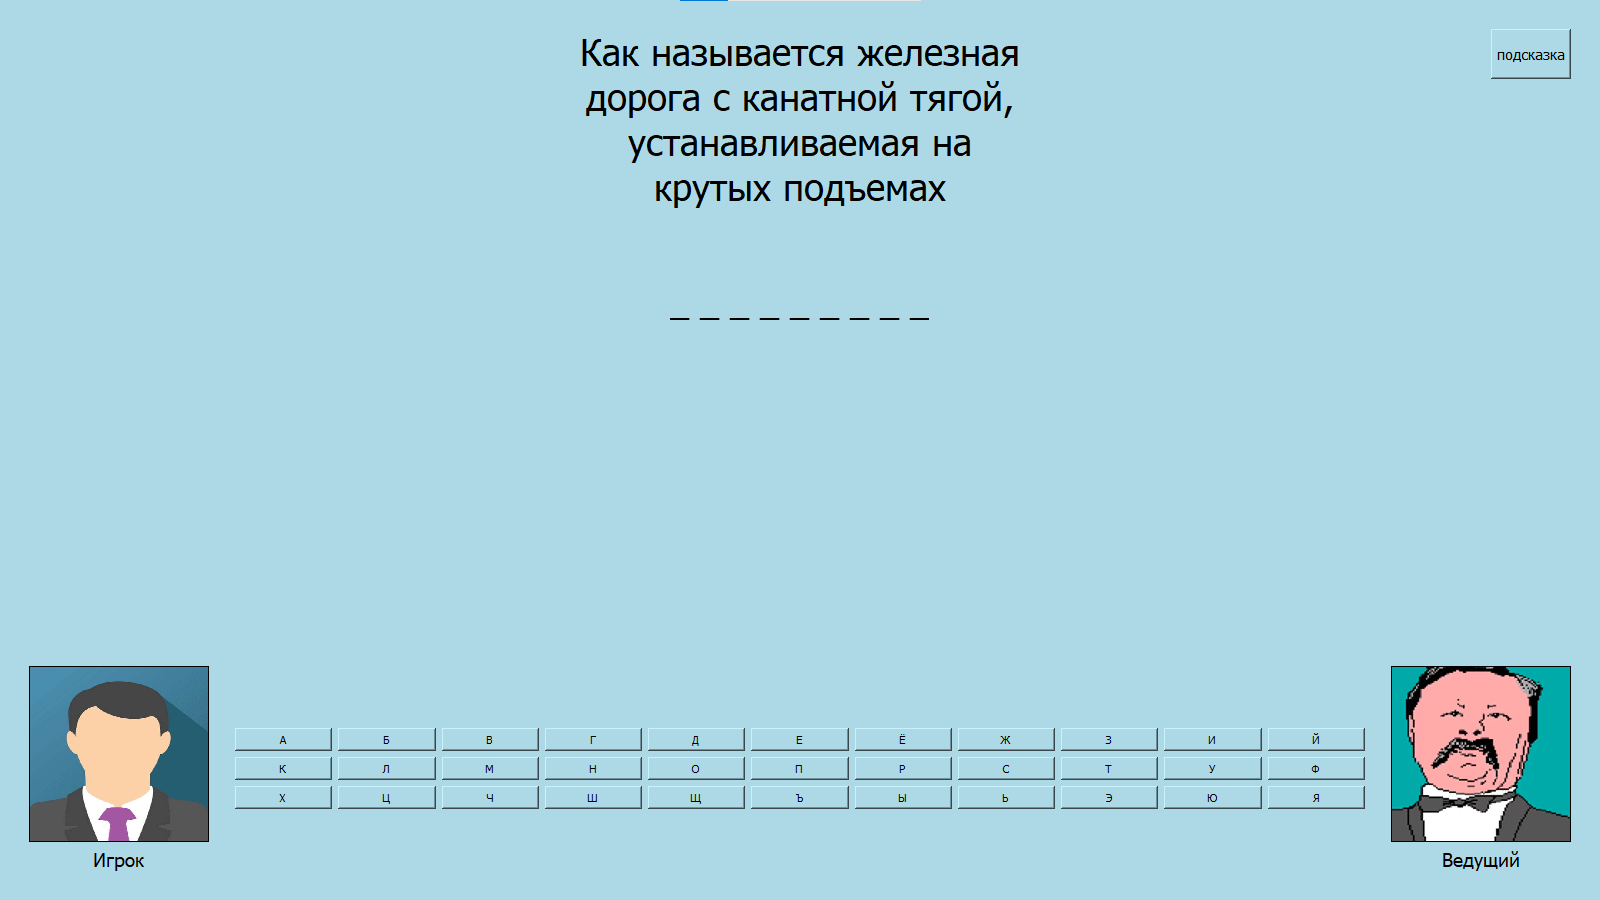 Как называется железная
дорога с канатной тягой,
устанавливаемая на
крутых подъемах
подсказка
_ _ _ _ _ _ _ _ _
А Б В Г Д Е Ё Ж З И Й
К Л М Н О П Р С Т У Ф
Х Ц Ч Ш Щ Ъ Ы Ь Э Ю Я
Игрок
Ведущий